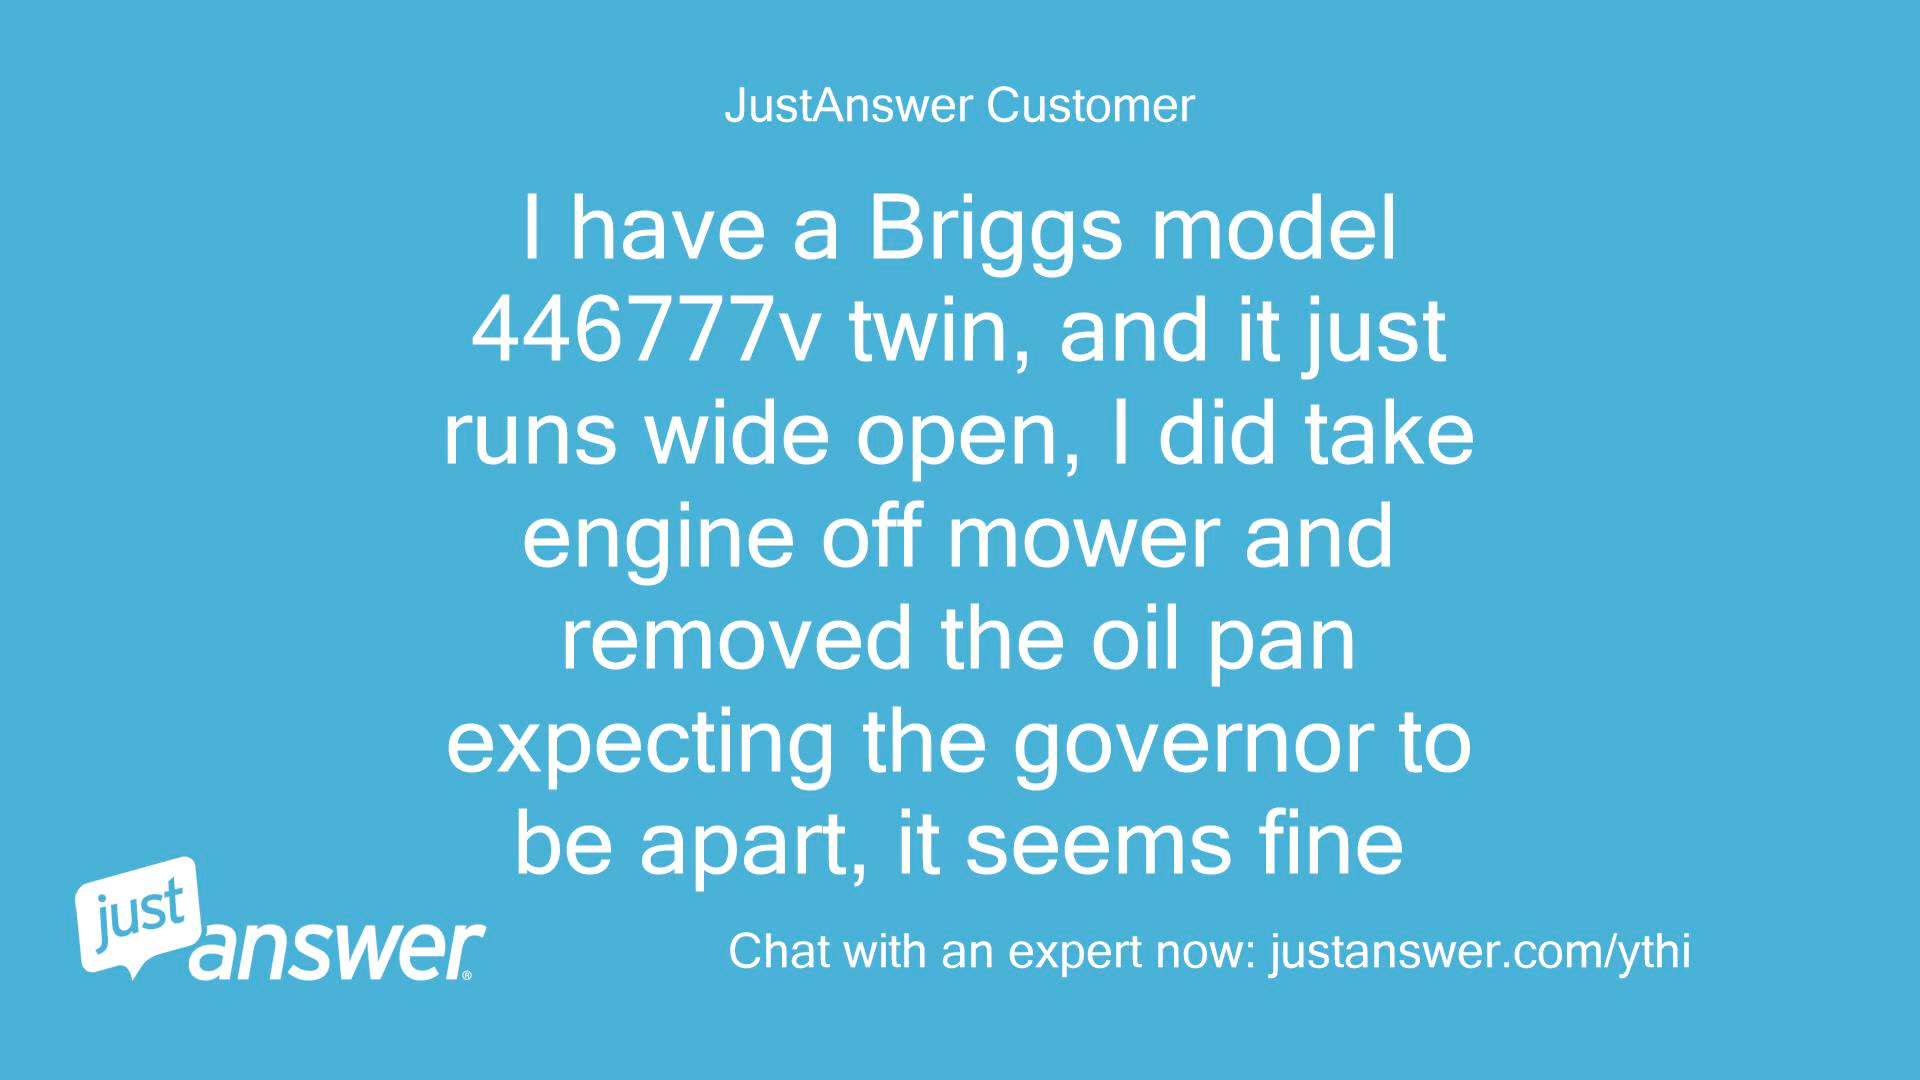 JustAnswer Customer
I have a Briggs model
446777v twin, and it just
runs wide open, I did take
engine off mower and
removed the oil pan
expecting the governor to
be apart, it seems fine
just
answer®
Chat with an expert now: justanswer.com/ythi